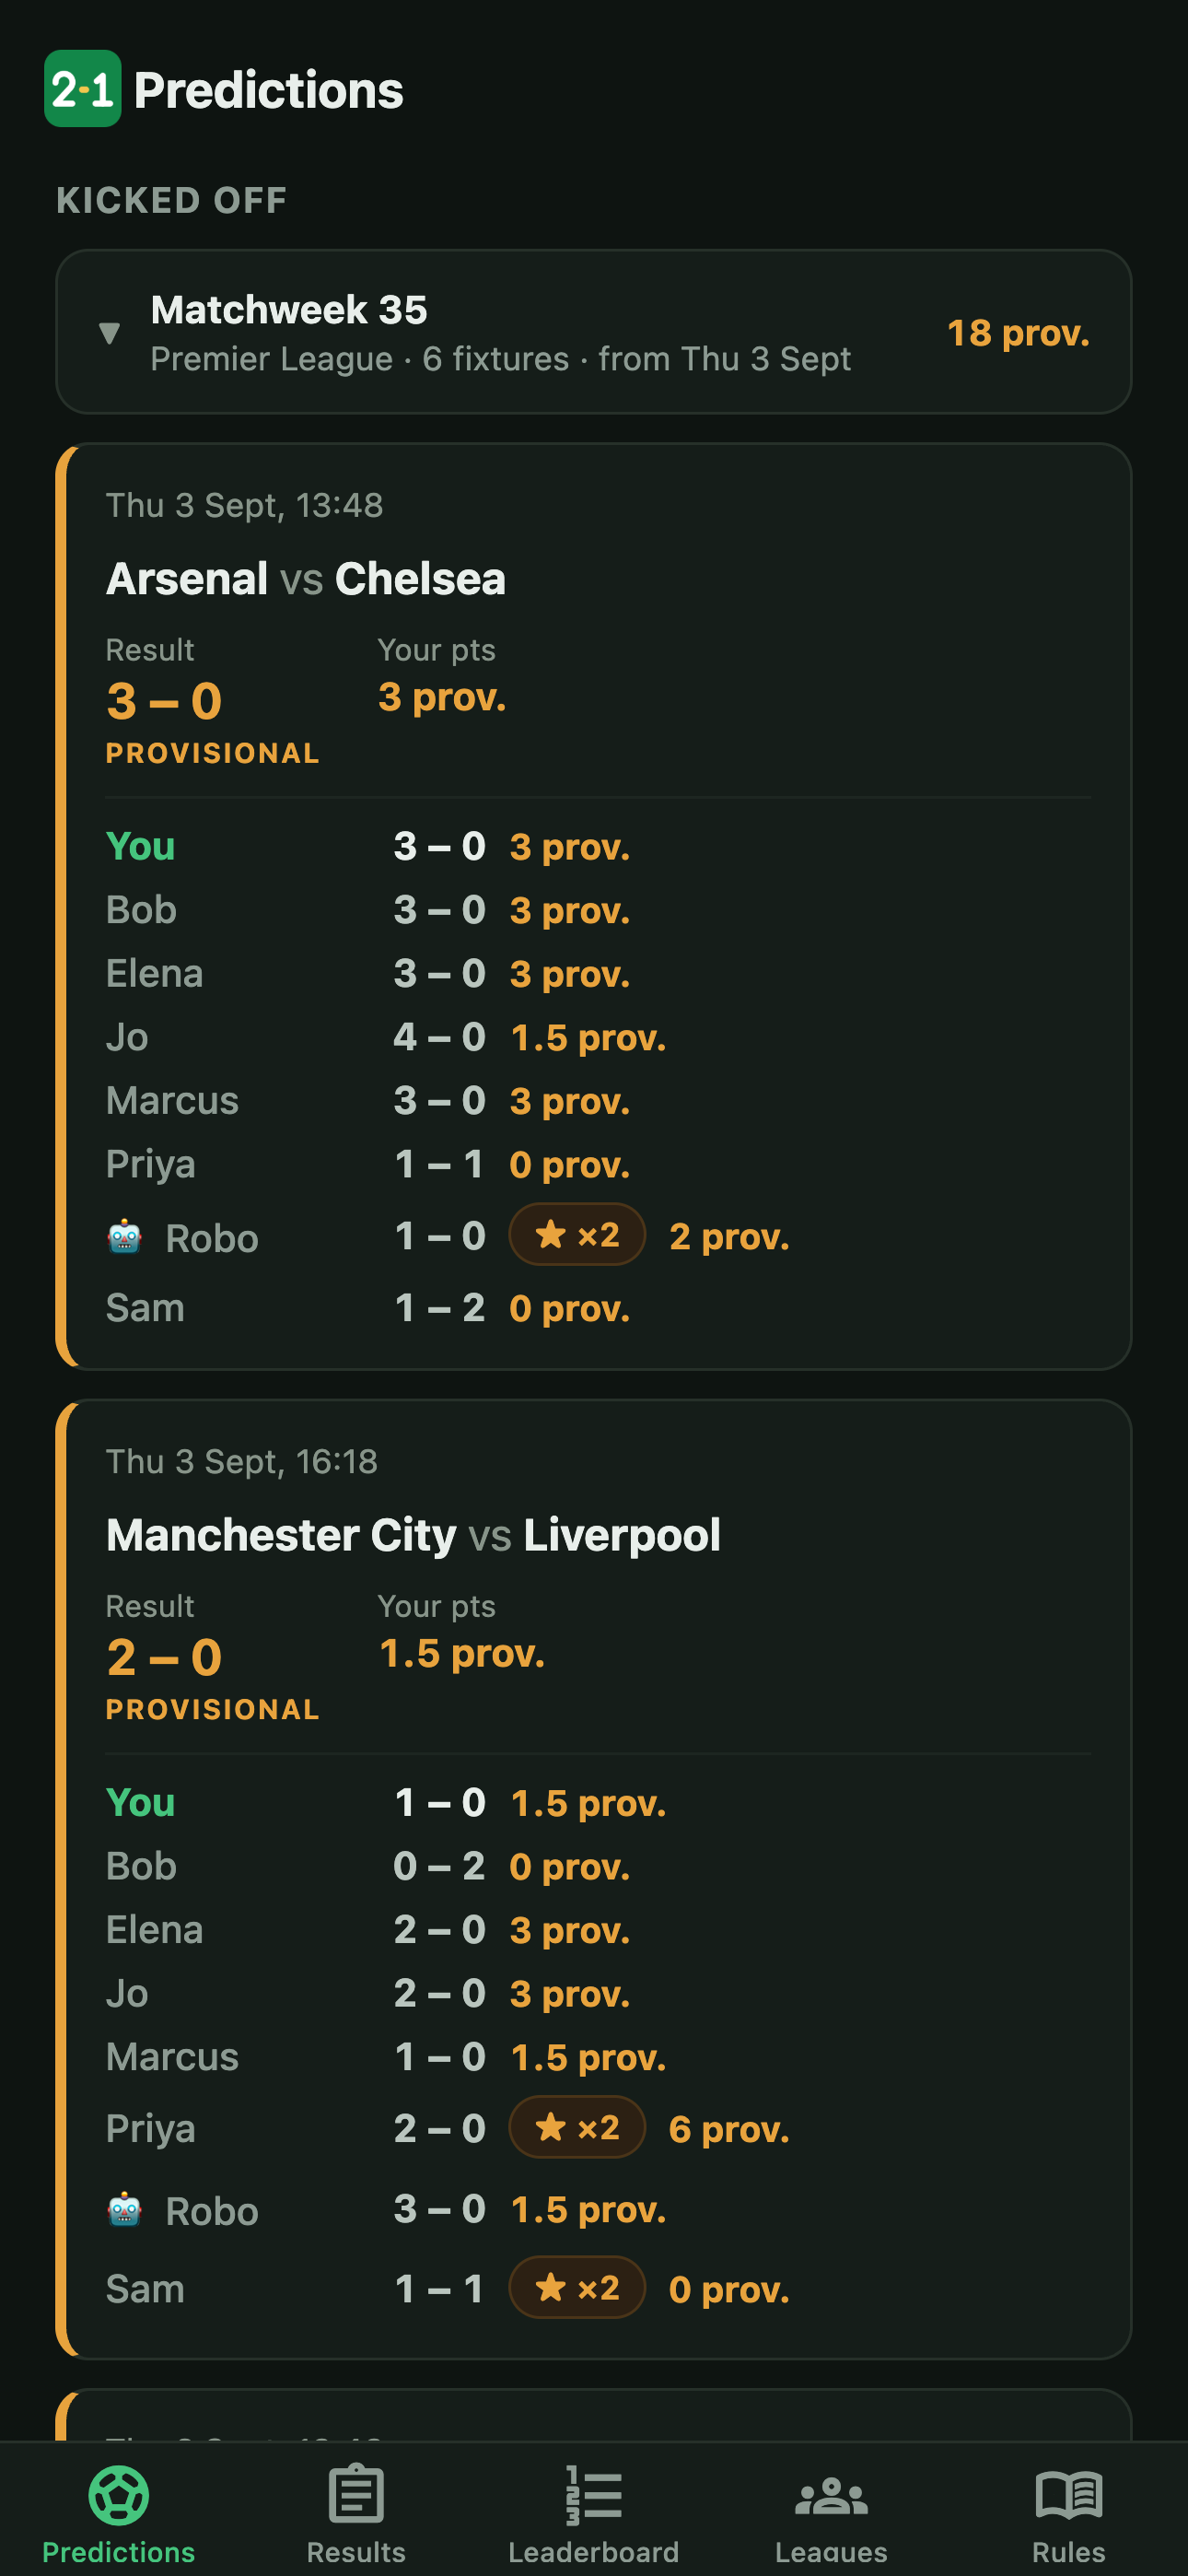 2-1 Predictions
KICKED OFF
Matchweek 35
Premier League · 6 fixtures · from Thu 3 Sept
18 prov.
Thu 3 Sept, 13:48
Arsenal vs Chelsea
Result Your pts
3 – 0 3 prov.
PROVISIONAL
You 3 – 0 3 prov.
Bob 3 – 0 3 prov.
Elena 3 – 0 3 prov.
Jo 4 – 0 1.5 prov.
Marcus 3 – 0 3 prov.
Priya 1 – 1 0 prov.
Robo 1 – 0 ★ ×2 2 prov.
Sam 1 – 2 0 prov.
Thu 3 Sept, 16:18
Manchester City vs Liverpool
Result Your pts
2 – 0 1.5 prov.
PROVISIONAL
You 1 – 0 1.5 prov.
Bob 0 – 2 0 prov.
Elena 2 – 0 3 prov.
Jo 2 – 0 3 prov.
Marcus 1 – 0 1.5 prov.
Priya 2 – 0 ★ ×2 6 prov.
Robo 3 – 0 1.5 prov.
Sam 1 – 1 ★ ×2 0 prov.
Predictions Results Leaderboard Leagues Rules